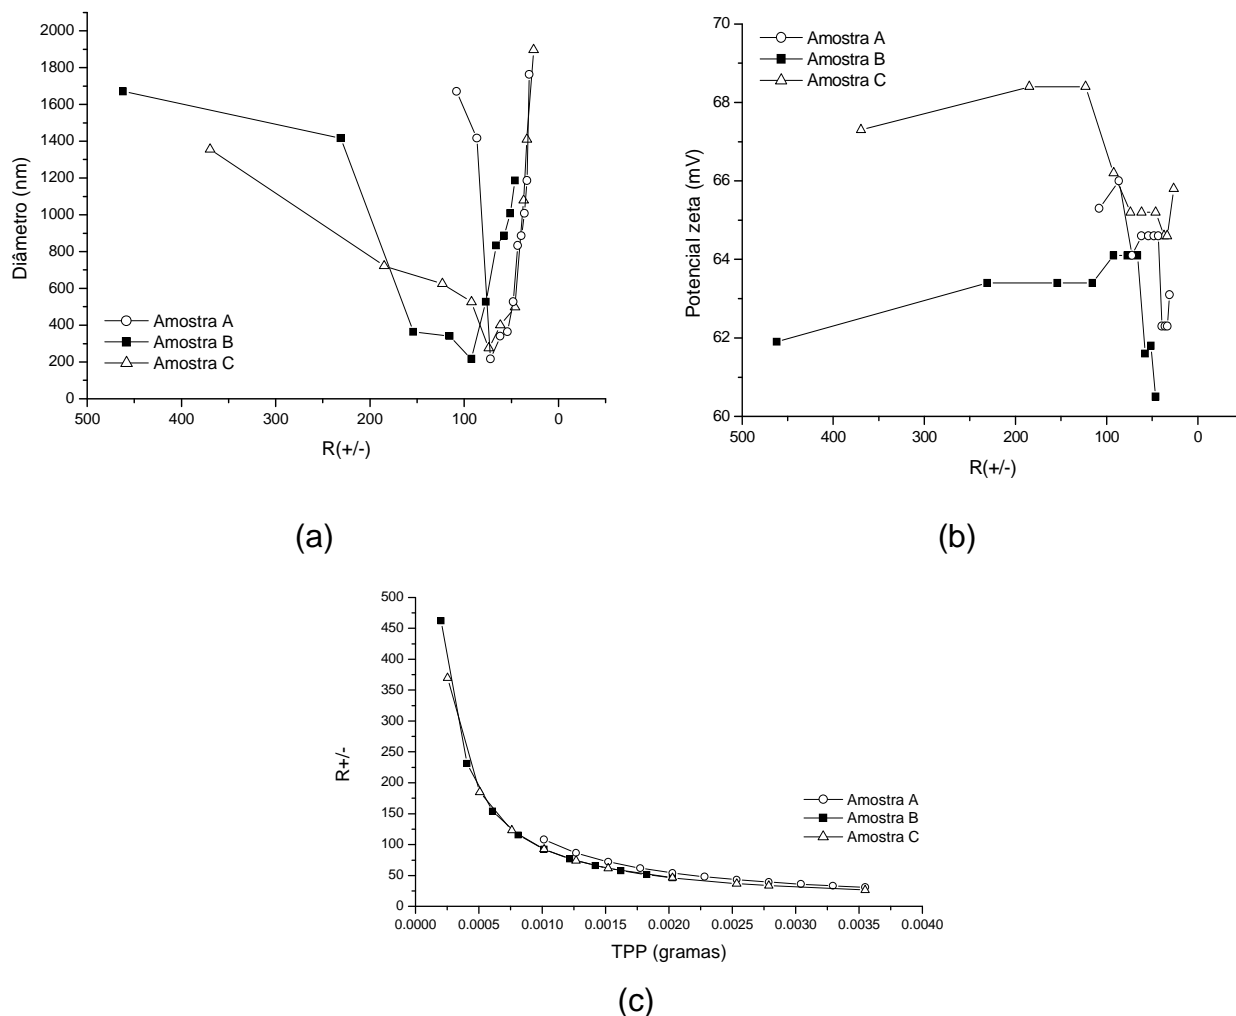 2000
1800
1600
1400
1200
1000
800
600
400
200
0
500 400 300 200 100 0
Diâmetro (nm)
R(+/-)
Amostra A
Amostra B
Amostra C
(a)
70
68
66
64
62
60
500 400 300 200 100 0
Potencial zeta (mV)
R(+/-)
Amostra A
Amostra B
Amostra C
(b)
500
450
400
350
300
250
200
150
100
50
0
0.0000 0.0005 0.0010 0.0015 0.0020 0.0025 0.0030 0.0035 0.0040
R+/-
TPP (gramas)
Amostra A
Amostra B
Amostra C
(c)